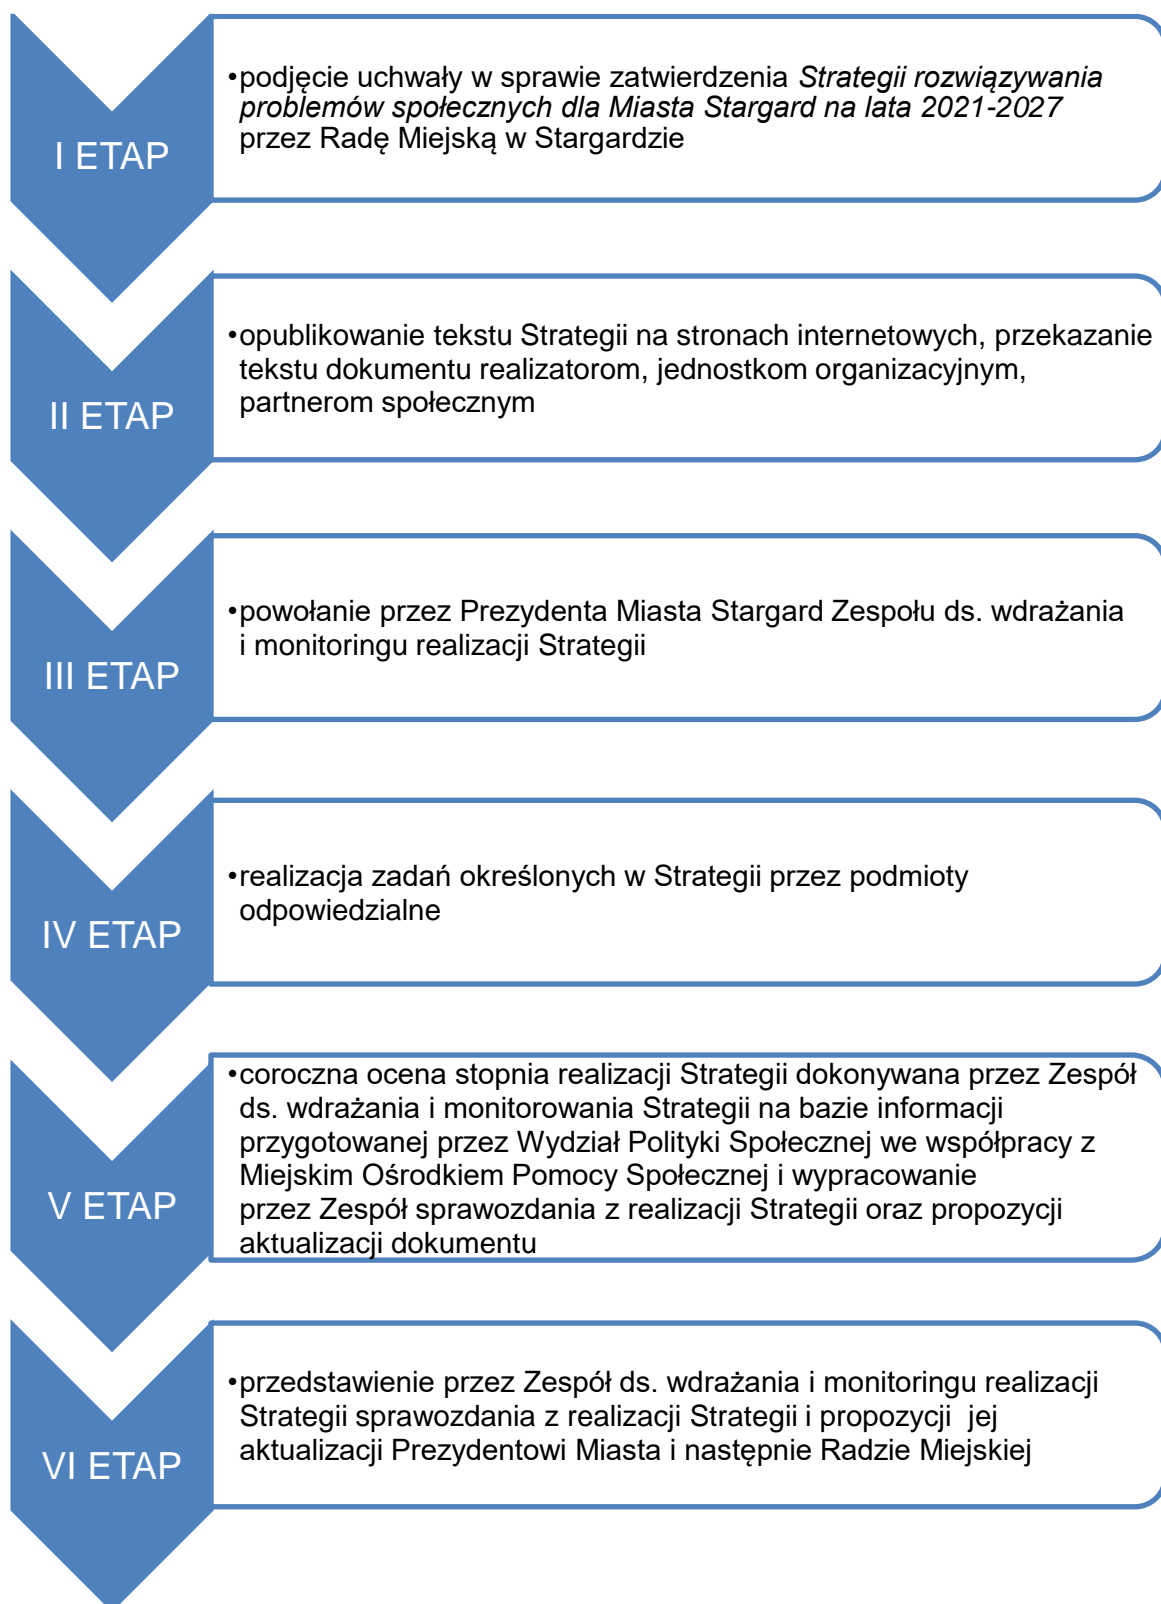 I ETAP
•podjęcie uchwały w sprawie zatwierdzenia Strategii rozwiązywania
problemów społecznych dla Miasta Stargard na lata 2021-2027
przez Radę Miejską w Stargardzie
II ETAP
•opublikowanie tekstu Strategii na stronach internetowych, przekazanie
tekstu dokumentu realizatorom, jednostkom organizacyjnym,
partnerom społecznym
III ETAP
•powołanie przez Prezydenta Miasta Stargard Zespołu ds. wdrażania
i monitoringu realizacji Strategii
IV ETAP
•realizacja zadań określonych w Strategii przez podmioty
odpowiedzialne
V ETAP
•coroczna ocena stopnia realizacji Strategii dokonywana przez Zespół
ds. wdrażania i monitorowania Strategii na bazie informacji
przygotowanej przez Wydział Polityki Społecznej we współpracy z
Miejskim Ośrodkiem Pomocy Społecznej i wypracowanie
przez Zespół sprawozdania z realizacji Strategii oraz propozycji
aktualizacji dokumentu
VI ETAP
•przedstawienie przez Zespół ds. wdrażania i monitoringu realizacji
Strategii sprawozdania z realizacji Strategii i propozycji  jej
aktualizacji Prezydentowi Miasta i następnie Radzie Miejskiej